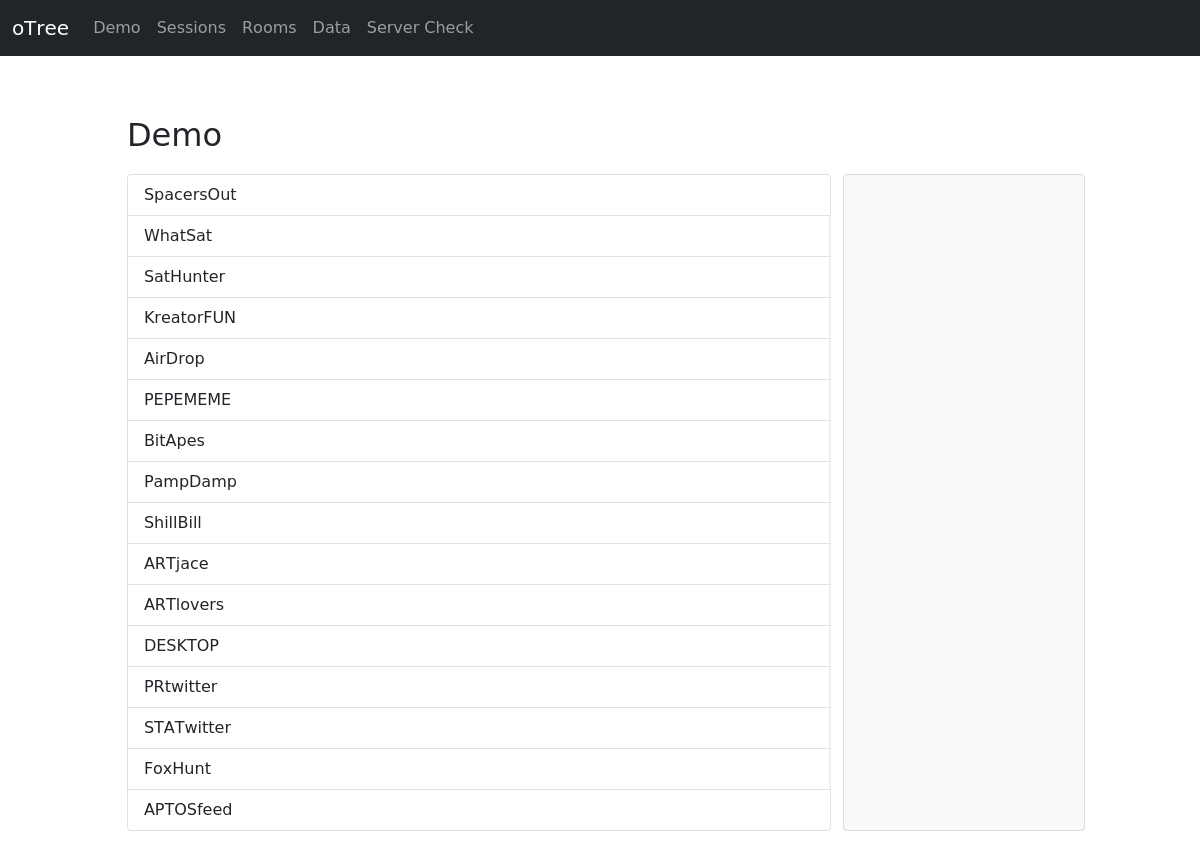 oTree Demo Sessions Rooms Data Server Check
Demo
SpacersOut
WhatSat
SatHunter
KreatorFUN
AirDrop
PEPEMEME
BitApes
PampDamp
ShillBill
ARTjace
ARTlovers
DESKTOP
PRtwitter
STATwitter
FoxHunt
APTOSfeed